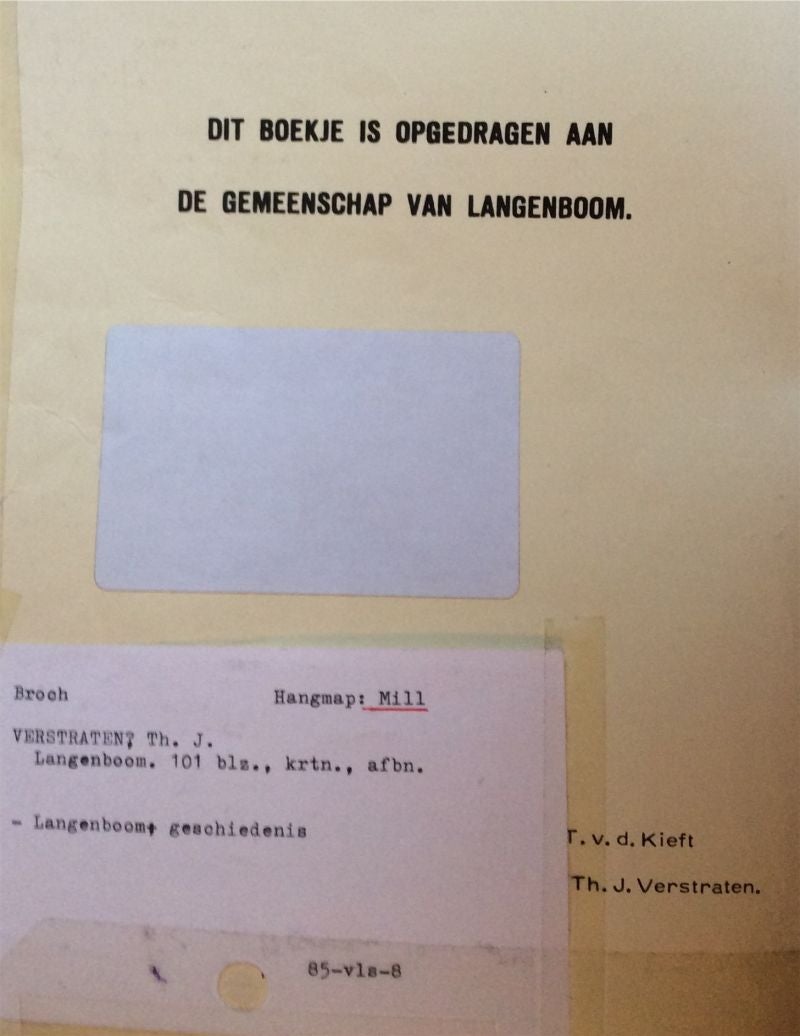 DIT BOEKJE IS OPGEDRAGEN AAN
DE GEMEENSCHAP VAN LANGENBOOM.
Broch Hangmap: Mill
VERSTRATEN, Th. J.
Langenboom. 101 blz., krtn., afbn.
- Langenboom, geschiedenis
T. v. d. Kieft
Th. J. Verstraten.
85-vls-8